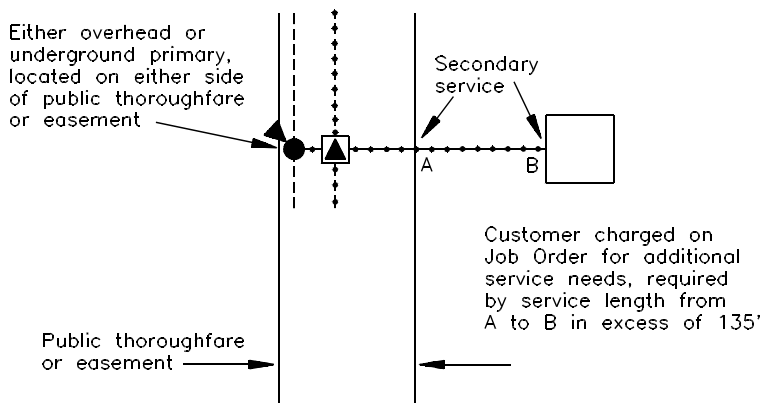 Either overhead or
underground primary,
located on either side
of public thoroughfare
or easement
Secondary
service
A
B
Customer charged on
Job Order for additional
service needs, required
by service length from
A to B in excess of 135'
Public thoroughfare
or easement